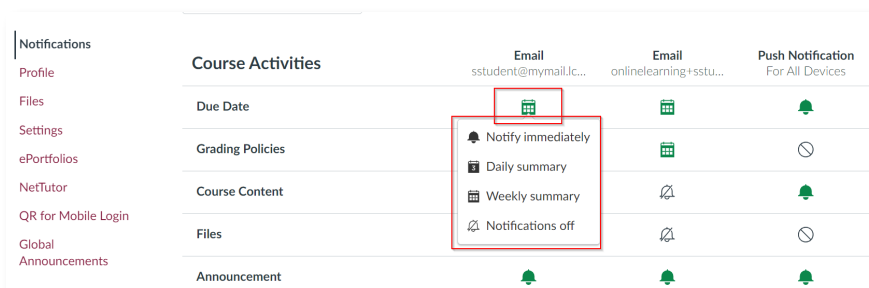 Notifications
Profile
Files
Settings
ePortfolios
NetTutor
QR for Mobile Login
Global
Announcements
Course Activities
Email
sstudent@mymail.lc...
Email
onlinelearning+sstu...
Push Notification
For All Devices
Due Date
Grading Policies
Course Content
Files
Announcement
Notify immediately
Daily summary
Weekly summary
Notifications off